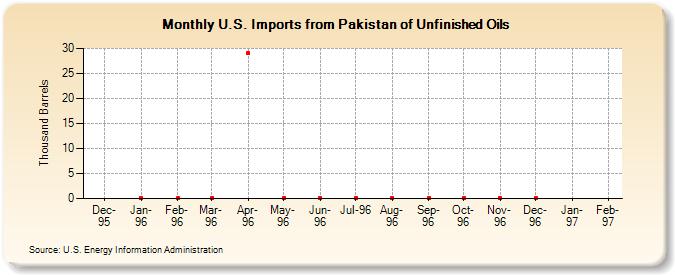 Monthly U.S. Imports from Pakistan of Unfinished Oils
Thousand Barrels
30
25
20
15
10
5
0
Dec-95 Jan-96 Feb-96 Mar-96 Apr-96 May-96 Jun-96 Jul-96 Aug-96 Sep-96 Oct-96 Nov-96 Dec-96 Jan-97 Feb-97
Source: U.S. Energy Information Administration